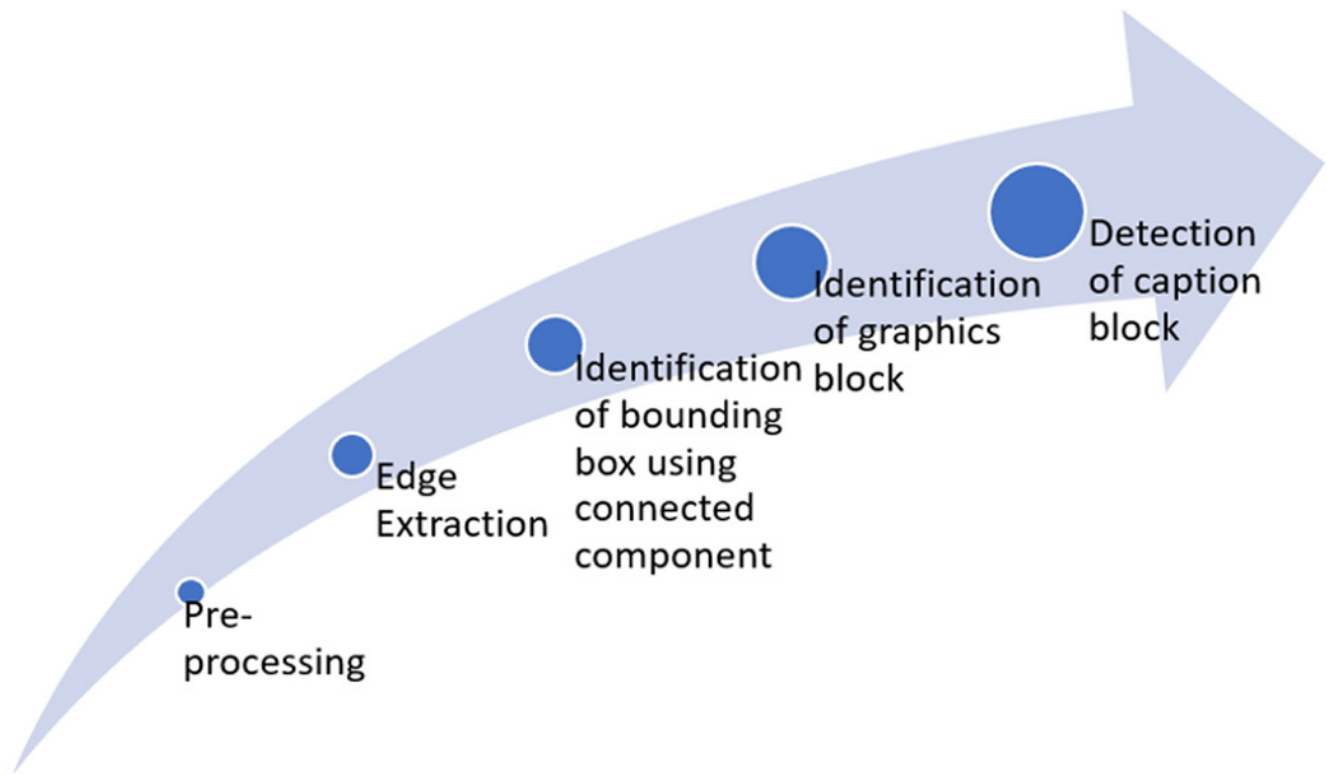 Pre-
processing
Edge
Extraction
Identification
of bounding
box using
connected
component
Identification
of graphics
block
Detection
of caption
block